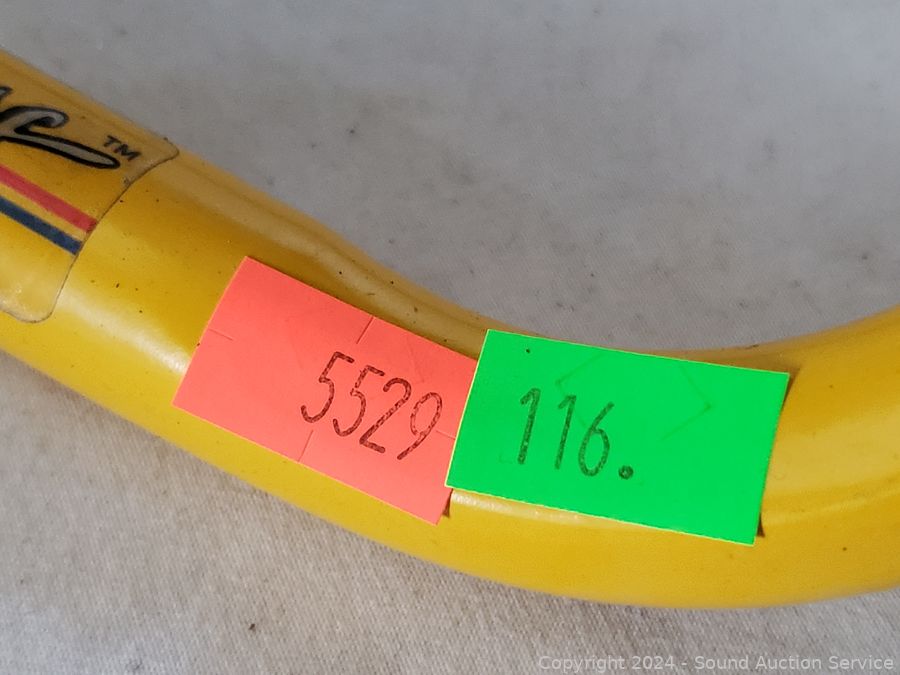 TM
5529
116.
Copyright 2024 - Sound Auction Service